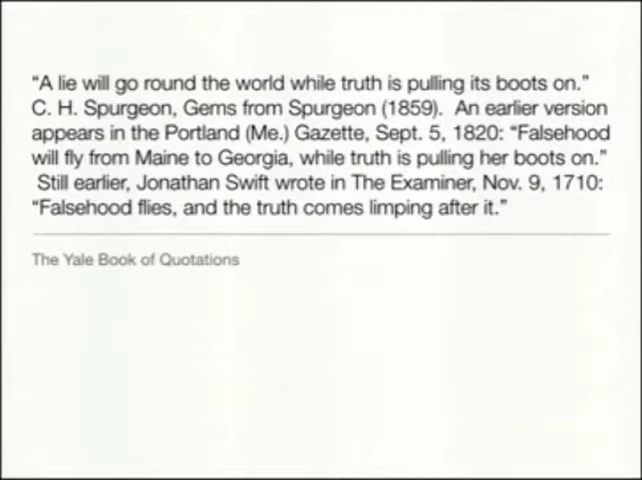 “A lie will go round the world while truth is pulling its boots on.”
C. H. Spurgeon, Gems from Spurgeon (1859).  An earlier version
appears in the Portland (Me.) Gazette, Sept. 5, 1820: “Falsehood
will fly from Maine to Georgia, while truth is pulling her boots on.”
Still earlier, Jonathan Swift wrote in The Examiner, Nov. 9, 1710:
“Falsehood flies, and the truth comes limping after it.”
The Yale Book of Quotations